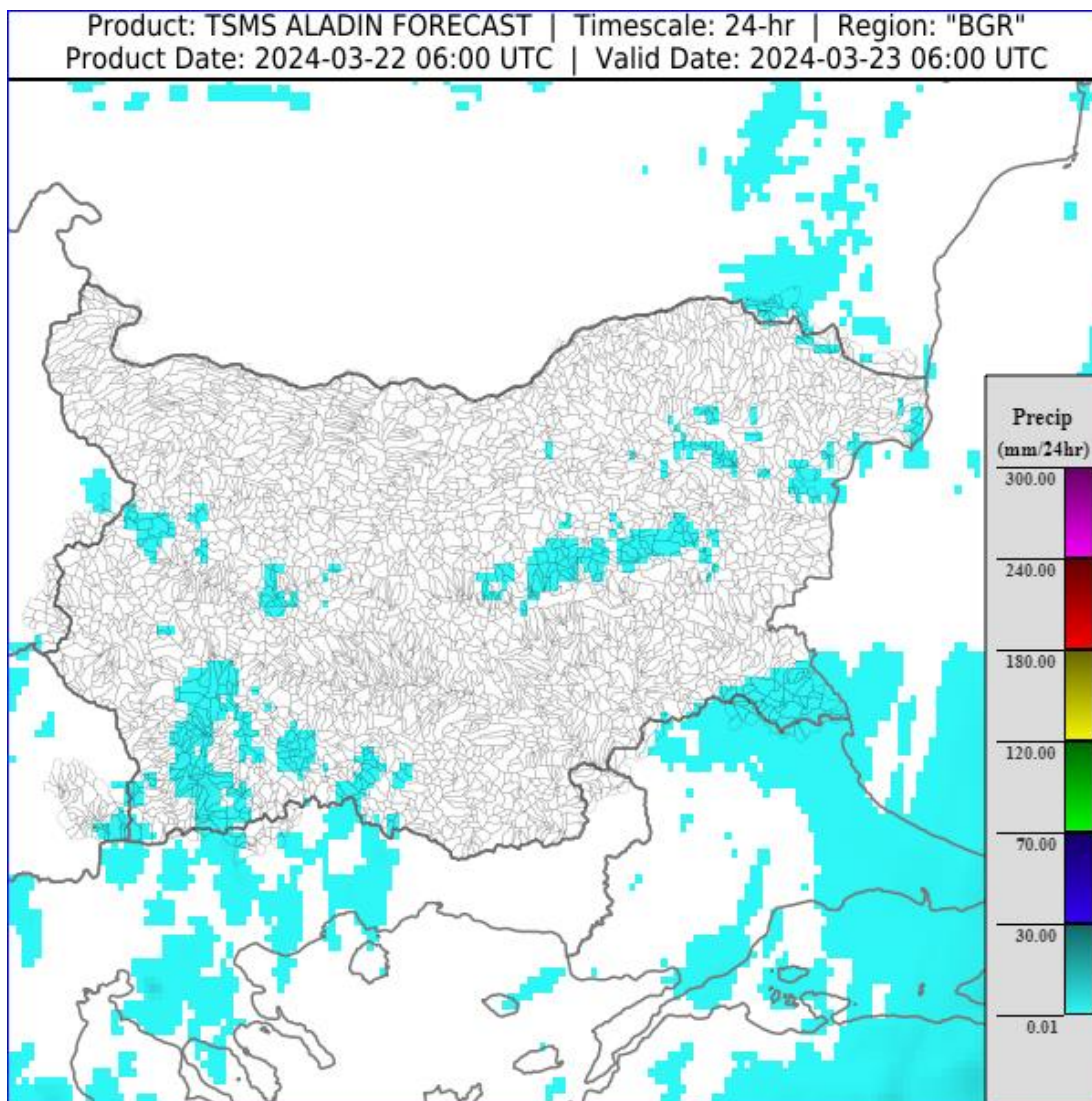 Product: TSMS ALADIN FORECAST | Timescale: 24-hr | Region: "BGR"
Product Date: 2024-03-22 06:00 UTC | Valid Date: 2024-03-23 06:00 UTC
Precip
(mm/24hr)
300.00
240.00
180.00
120.00
70.00
30.00
0.01